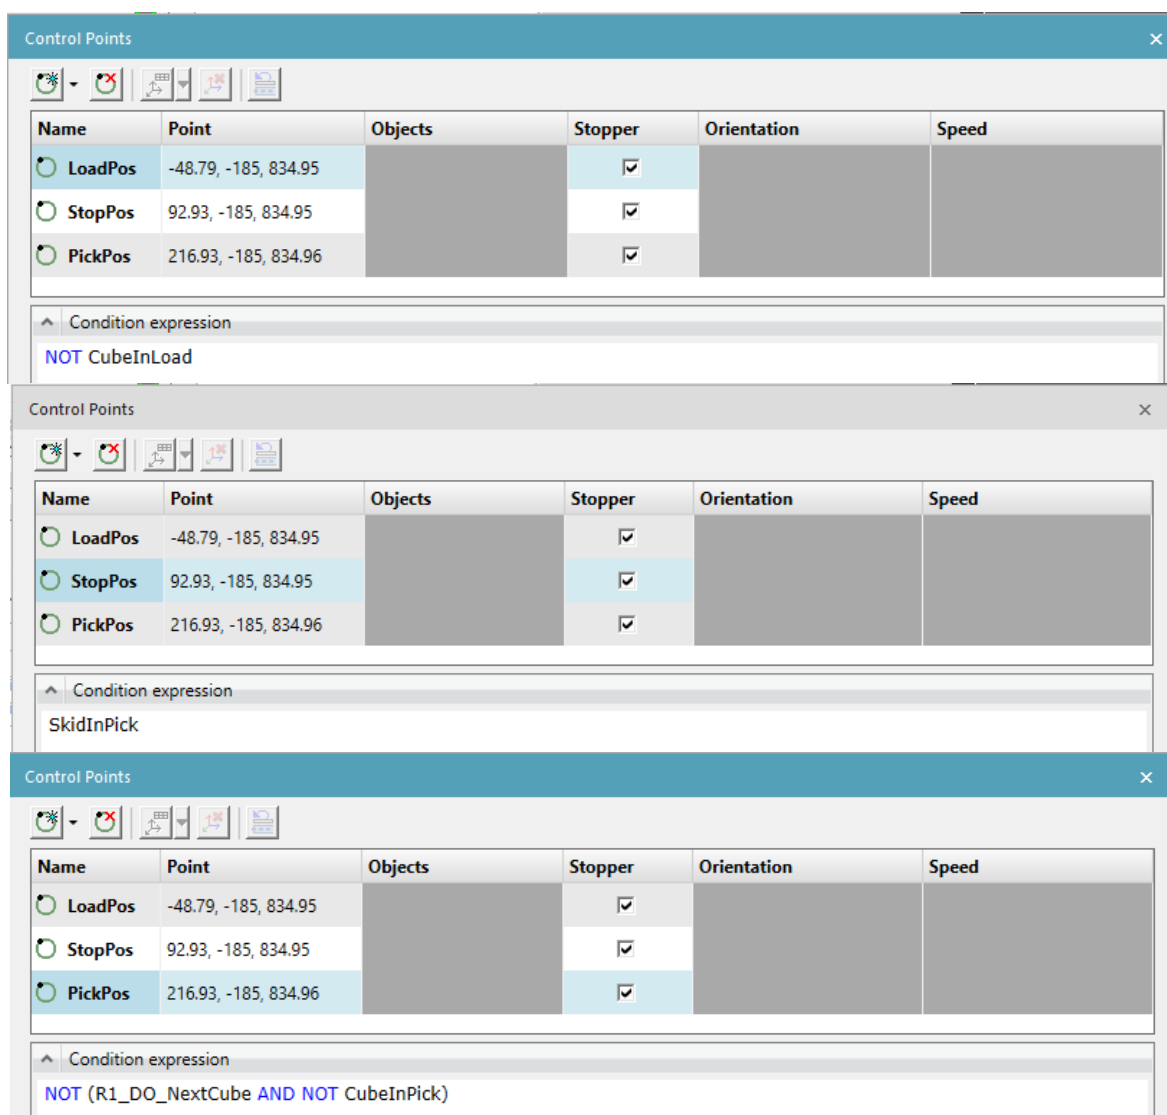 Control Points
Name Point Objects Stopper Orientation Speed
LoadPos -48.79, -185, 834.95
StopPos 92.93, -185, 834.95
PickPos 216.93, -185, 834.96
Condition expression
NOT CubeInLoad
Control Points
Name Point Objects Stopper Orientation Speed
LoadPos -48.79, -185, 834.95
StopPos 92.93, -185, 834.95
PickPos 216.93, -185, 834.96
Condition expression
SkidInPick
Control Points
Name Point Objects Stopper Orientation Speed
LoadPos -48.79, -185, 834.95
StopPos 92.93, -185, 834.95
PickPos 216.93, -185, 834.96
Condition expression
NOT (R1_DO_NextCube AND NOT CubeInPick)